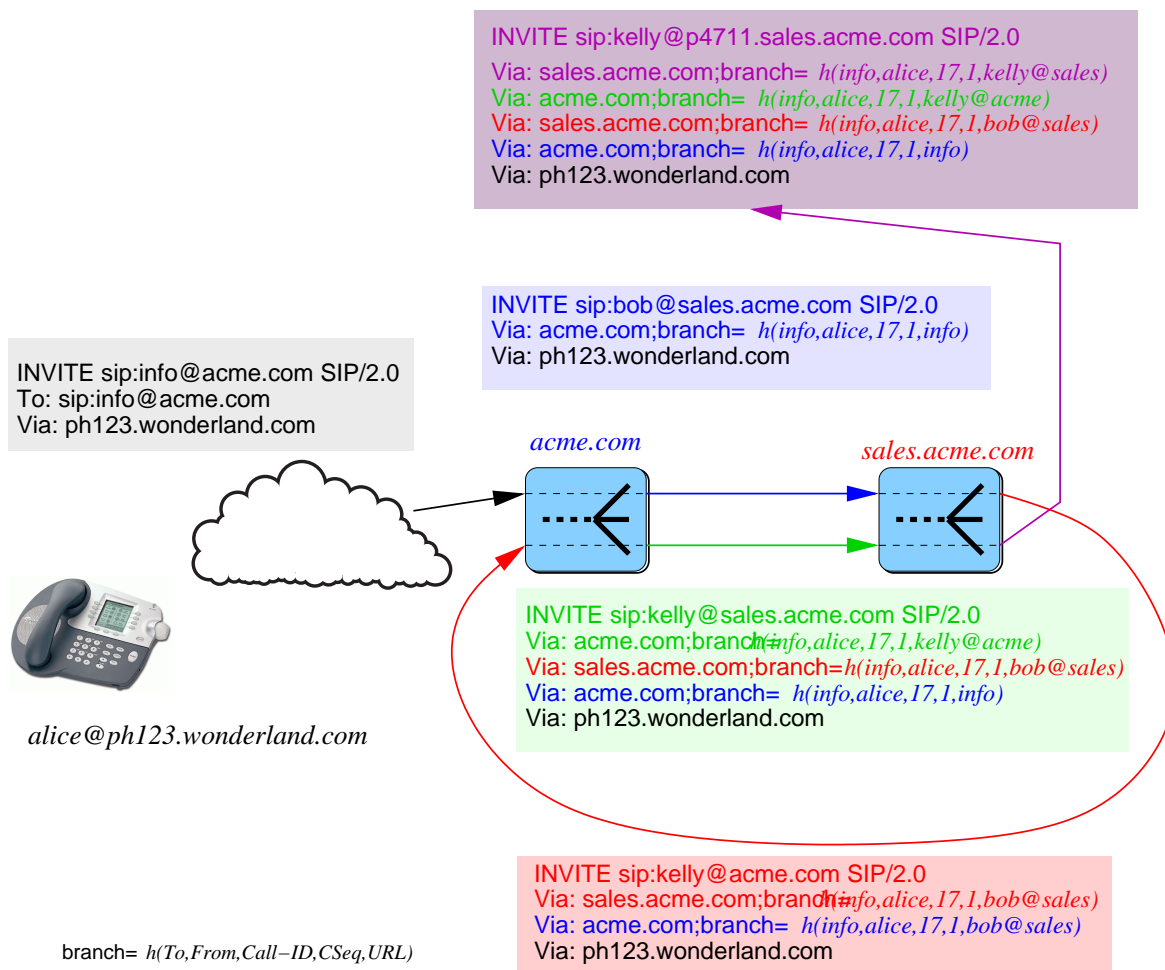 INVITE sip:kelly@p4711.sales.acme.com SIP/2.0
Via: sales.acme.com;branch= h(info,alice,17,1,kelly@sales)
Via: acme.com;branch= h(info,alice,17,1,kelly@acme)
Via: sales.acme.com;branch= h(info,alice,17,1,bob@sales)
Via: acme.com;branch= h(info,alice,17,1,info)
Via: ph123.wonderland.com
INVITE sip:bob@sales.acme.com SIP/2.0
Via: acme.com;branch= h(info,alice,17,1,info)
Via: ph123.wonderland.com
INVITE sip:info@acme.com SIP/2.0
To: sip:info@acme.com
Via: ph123.wonderland.com
acme.com
sales.acme.com
INVITE sip:kelly@sales.acme.com SIP/2.0
Via: acme.com;branch=h(info,alice,17,1,kelly@acme)
Via: sales.acme.com;branch=h(info,alice,17,1,bob@sales)
Via: acme.com;branch= h(info,alice,17,1,info)
Via: ph123.wonderland.com
alice@ph123.wonderland.com
INVITE sip:kelly@acme.com SIP/2.0
Via: sales.acme.com;branch=h(info,alice,17,1,bob@sales)
Via: acme.com;branch= h(info,alice,17,1,bob@sales)
Via: ph123.wonderland.com
branch= h(To,From,Call−ID,CSeq,URL)